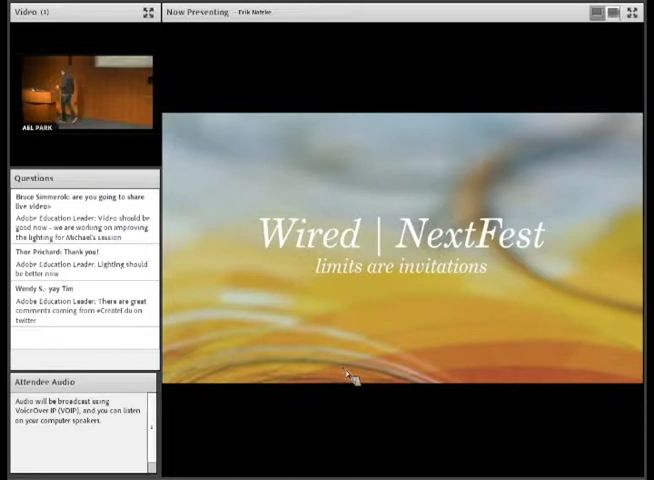 Video (1)
Now Presenting - Erik Natzke
ABL PARK
Questions
Bruce Simmerok: are you going to share
live video>
Adobe Education Leader: Video should be
good now - we are working on improving
the lighting for Michael's session
Thor Prichard: Thank you!
Adobe Education Leader: Lighting should
be better now
Wendy S.: yay Tim
Adobe Education Leader: There are great
comments coming from #CreateEdu on
twitter
Wired | NextFest
limits are invitations
Attendee Audio
Audio will be broadcast using
VoiceOver IP (VOIP), and you can listen
on your computer speakers.